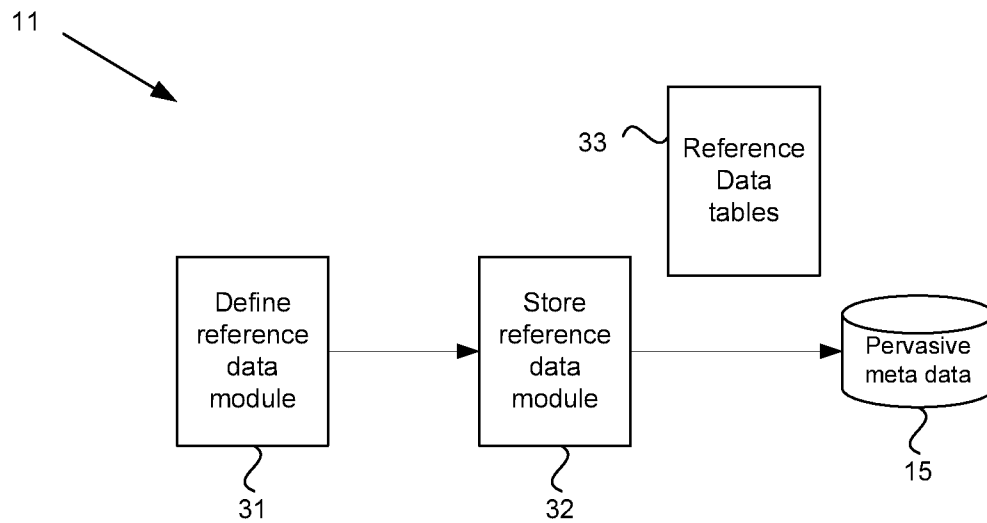 11
33
Reference
Data
tables
Define
reference
data
module
Store
reference
data
module
Pervasive
meta data
31
32
15